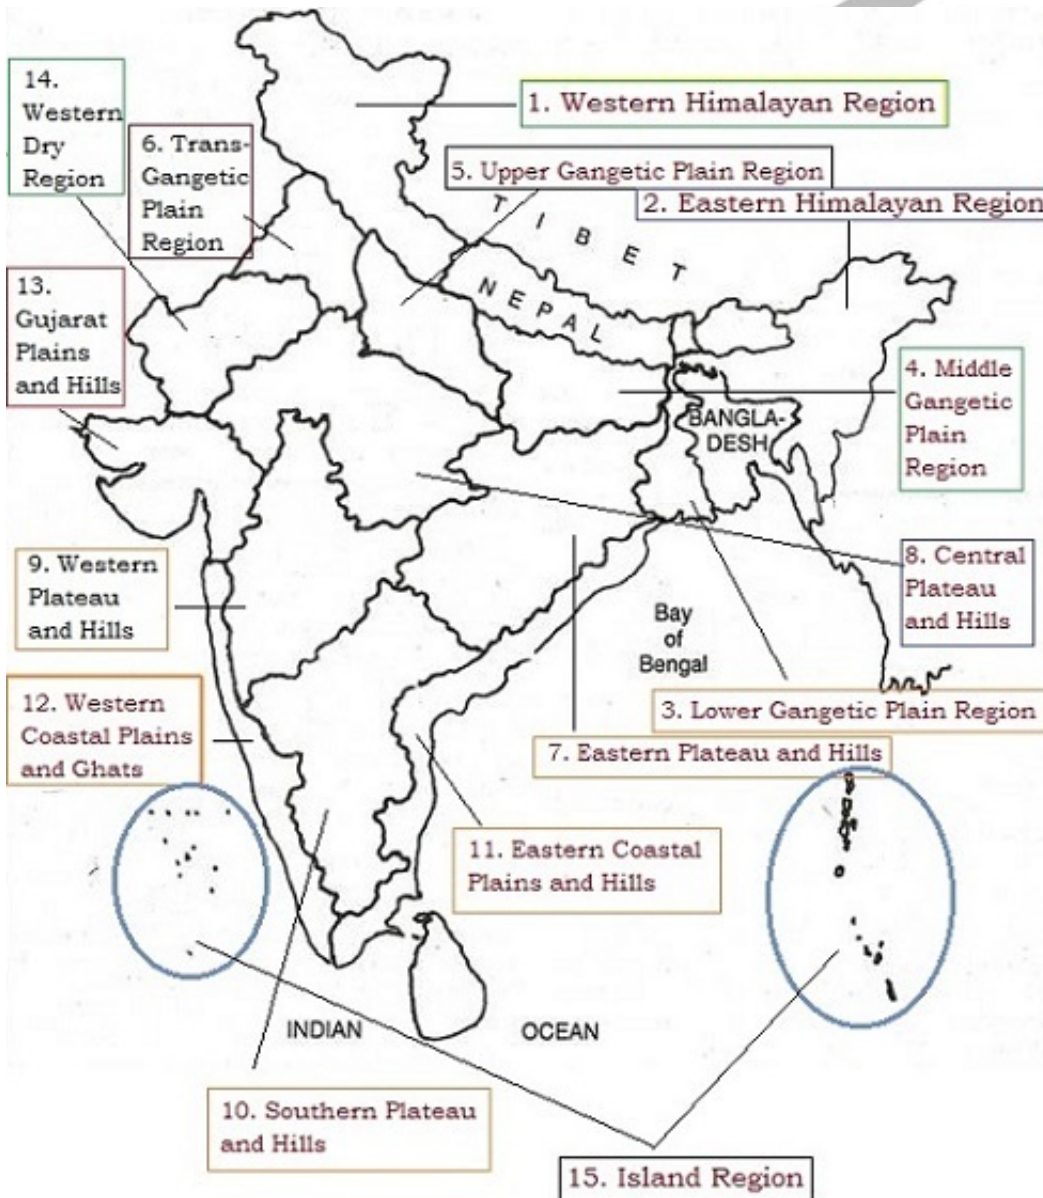 14.
Western
Dry
Region
6. Trans-
Gangetic
Plain
Region
1. Western Himalayan Region
5. Upper Gangetic Plain Region
2. Eastern Himalayan Region
TIBET
NEPAL
13.
Gujarat
Plains
and Hills
4. Middle
Gangetic
Plain
Region
BANGLA-
DESH
9. Western
Plateau
and Hills
8. Central
Plateau
and Hills
Bay
of
Bengal
12. Western
Coastal Plains
and Ghats
3. Lower Gangetic Plain Region
7. Eastern Plateau and Hills
11. Eastern Coastal
Plains and Hills
INDIAN OCEAN
10. Southern Plateau
and Hills
15. Island Region